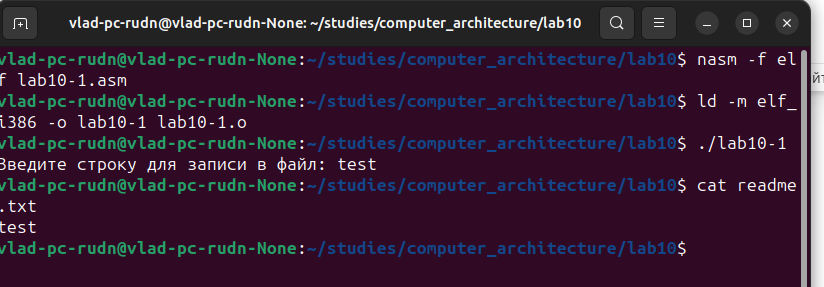 vlad-pc-rudn@vlad-pc-rudn-None: ~/studies/computer_architecture/lab10
vlad-pc-rudn@vlad-pc-rudn-None:~/studies/computer_architecture/lab10$ nasm -f el
f lab10-1.asm
vlad-pc-rudn@vlad-pc-rudn-None:~/studies/computer_architecture/lab10$ ld -m elf_
i386 -o lab10-1 lab10-1.o
vlad-pc-rudn@vlad-pc-rudn-None:~/studies/computer_architecture/lab10$ ./lab10-1
Введите строку для записи в файл: test
vlad-pc-rudn@vlad-pc-rudn-None:~/studies/computer_architecture/lab10$ cat readme
.txt
test
vlad-pc-rudn@vlad-pc-rudn-None:~/studies/computer_architecture/lab10$